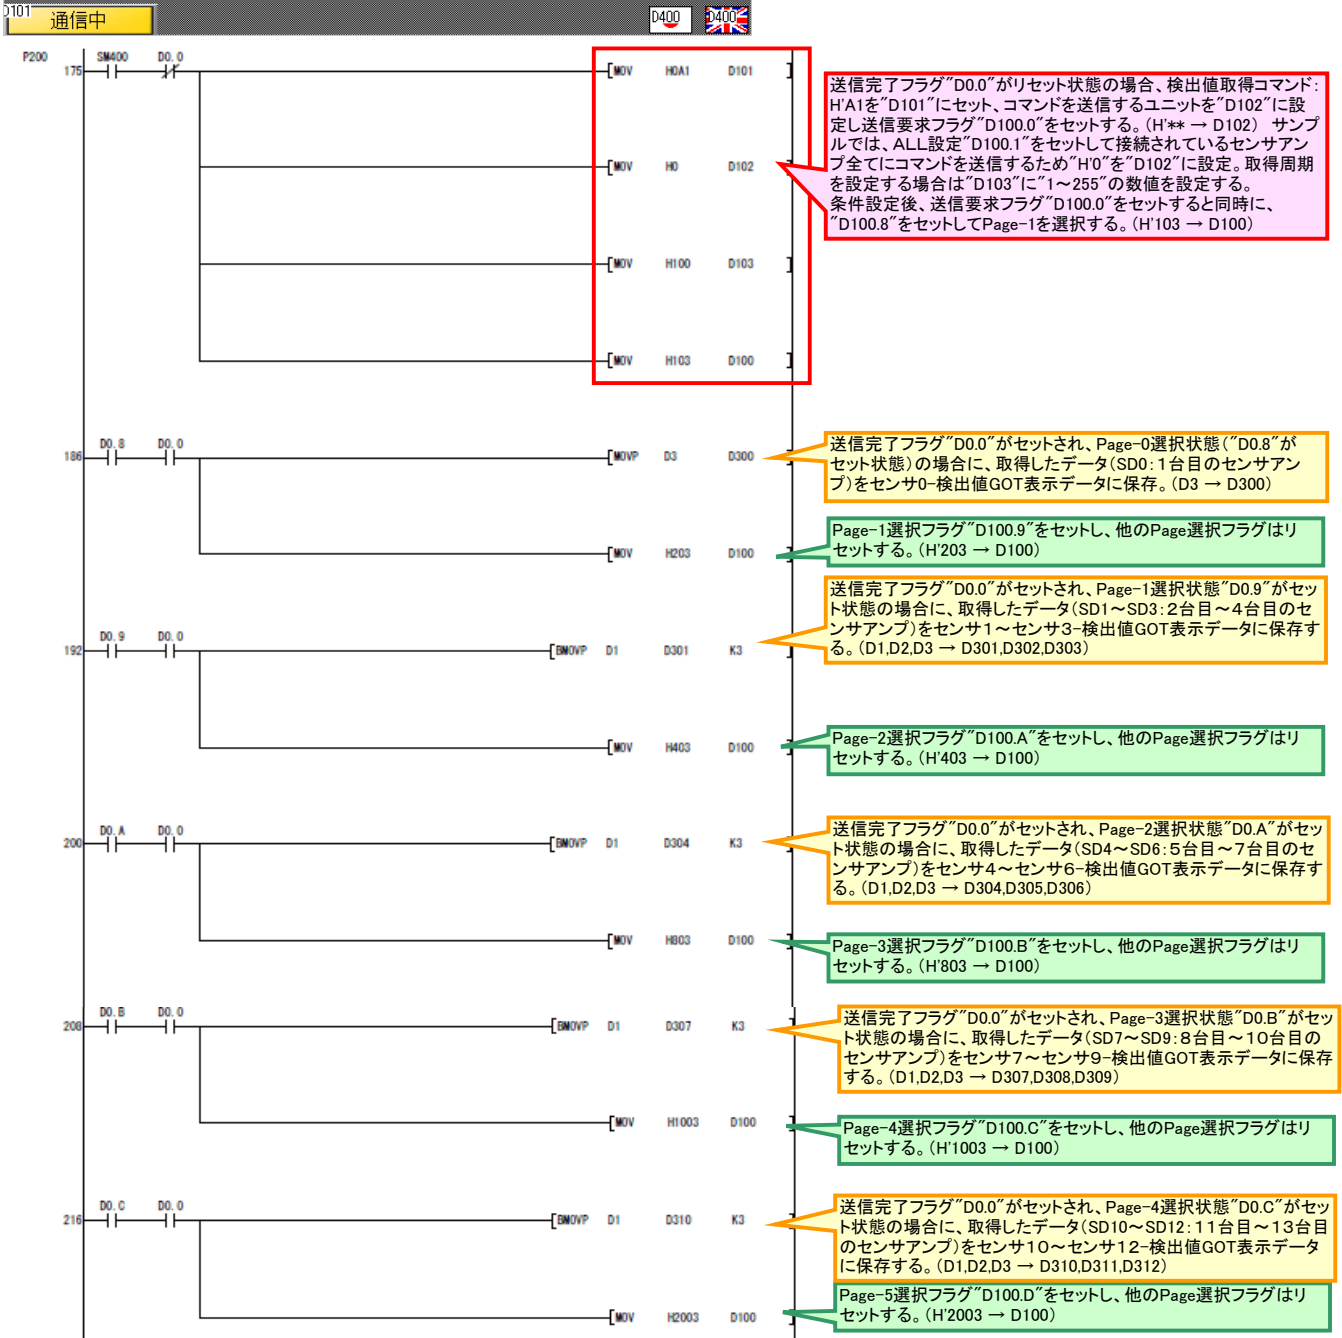 D101
通信中
D400
D400
P200
SM400 D0.0
175
MOV H0A1 D101
MOV H0 D102
MOV H100 D103
MOV H103 D100
送信完了フラグ"D0.0"がリセット状態の場合、検出値取得コマンド:
H'A1を"D101"にセット、コマンドを送信するユニットを"D102"に設
定し送信要求フラグ"D100.0"をセットする。(H'** → D102) サンプ
ルでは、ALL設定"D100.1"をセットして接続されているセンサアン
プ全てにコマンドを送信するため"H'0"を"D102"に設定。取得周期
を設定する場合は"D103"に"1～255"の数値を設定する。
条件設定後、送信要求フラグ"D100.0"をセットすると同時に、
"D100.8"をセットしてPage-1を選択する。(H'103 → D100)
D0.8 D0.0
186
MOVP D3 D300
送信完了フラグ"D0.0"がセットされ、Page-0選択状態("D0.8"が
セット状態)の場合に、取得したデータ(SD0:1台目のセンサアン
プ)をセンサ0-検出値GOT表示データに保存。(D3 → D300)
MOV H203 D100
Page-1選択フラグ"D100.9"をセットし、他のPage選択フラグはリ
セットする。(H'203 → D100)
D0.9 D0.0
192
BMOVP D1 D301 K3
送信完了フラグ"D0.0"がセットされ、Page-1選択状態"D0.9"がセッ
ト状態の場合に、取得したデータ(SD1～SD3:2台目～4台目のセ
ンサアンプ)をセンサ1～センサ3-検出値GOT表示データに保存す
る。(D1,D2,D3 → D301,D302,D303)
MOV H403 D100
Page-2選択フラグ"D100.A"をセットし、他のPage選択フラグはリ
セットする。(H'403 → D100)
D0.A D0.0
200
BMOVP D1 D304 K3
送信完了フラグ"D0.0"がセットされ、Page-2選択状態"D0.A"がセッ
ト状態の場合に、取得したデータ(SD4～SD6:5台目～7台目のセ
ンサアンプ)をセンサ4～センサ6-検出値GOT表示データに保存す
る。(D1,D2,D3 → D304,D305,D306)
MOV H803 D100
Page-3選択フラグ"D100.B"をセットし、他のPage選択フラグはリ
セットする。(H'803 → D100)
D0.B D0.0
208
BMOVP D1 D307 K3
送信完了フラグ"D0.0"がセットされ、Page-3選択状態"D0.B"がセッ
ト状態の場合に、取得したデータ(SD7～SD9:8台目～10台目の
センサアンプ)をセンサ7～センサ9-検出値GOT表示データに保存
する。(D1,D2,D3 → D307,D308,D309)
MOV H1003 D100
Page-4選択フラグ"D100.C"をセットし、他のPage選択フラグはリ
セットする。(H'1003 → D100)
D0.C D0.0
216
BMOVP D1 D310 K3
送信完了フラグ"D0.0"がセットされ、Page-4選択状態"D0.C"がセッ
ト状態の場合に、取得したデータ(SD10～SD12:11台目～13台目
のセンサアンプ)をセンサ10～センサ12-検出値GOT表示データ
に保存する。(D1,D2,D3 → D310,D311,D312)
MOV H2003 D100
Page-5選択フラグ"D100.D"をセットし、他のPage選択フラグはリ
セットする。(H'2003 → D100)